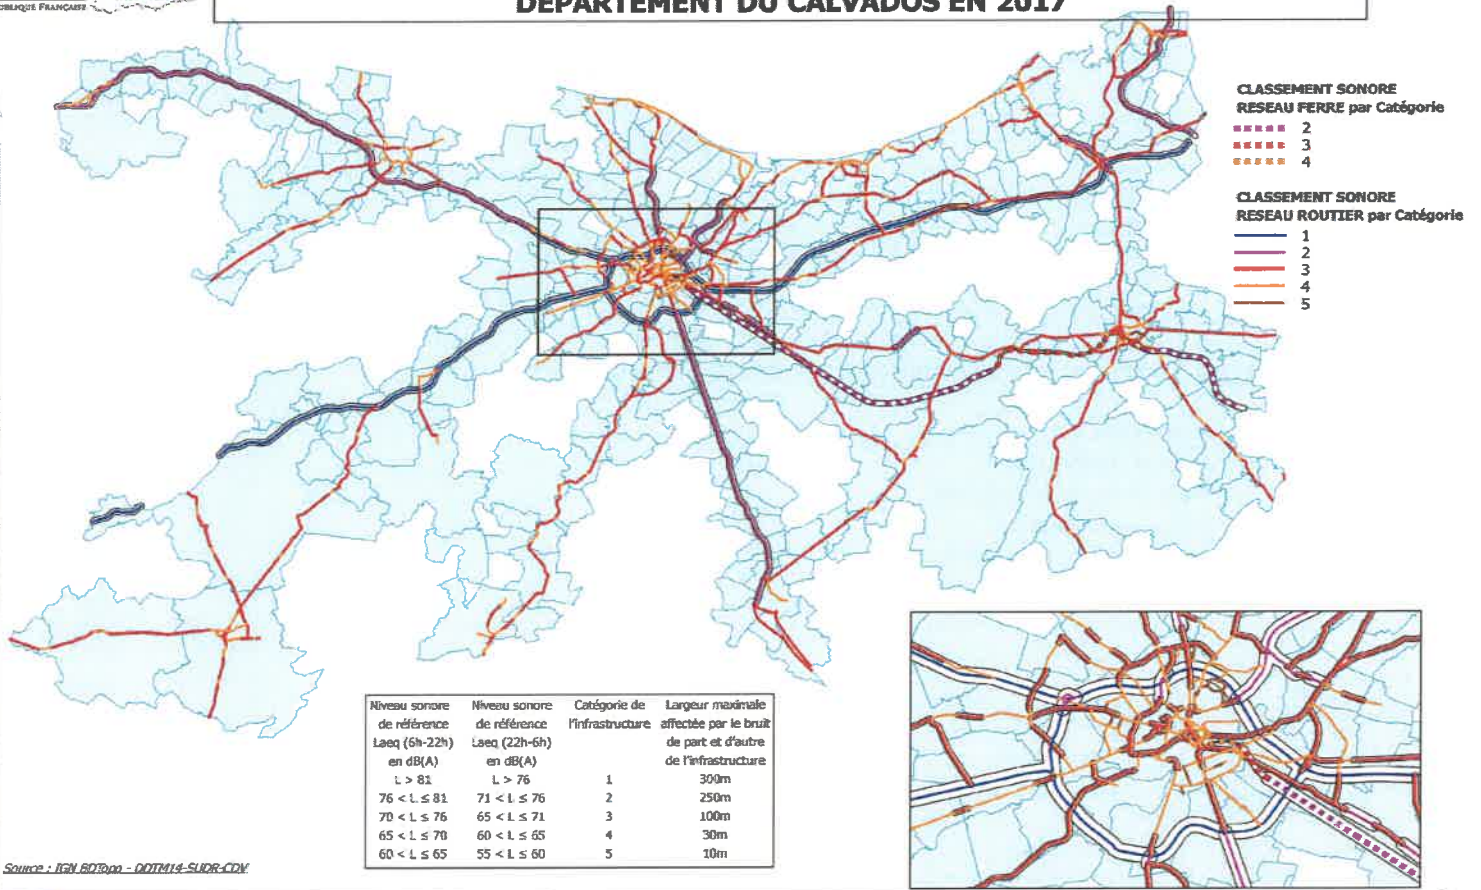 RÉPUBLIQUE FRANÇAISE
DÉPARTEMENT DU CALVADOS EN 2017
CLASSEMENT SONORE
RESEAU FERRE par Catégorie
2
3
4
CLASSEMENT SONORE
RESEAU ROUTIER par Catégorie
1
2
3
4
5
Niveau sonore de référence Laeq (6h-22h) en dB(A)
Niveau sonore de référence Laeq (22h-6h) en dB(A)
Catégorie de l'infrastructure
Largeur maximale affectée par le bruit de part et d'autre de l'infrastructure
L > 81 L > 76 1 300m
76 < L ≤ 81 71 < L ≤ 76 2 250m
70 < L ≤ 76 65 < L ≤ 71 3 100m
65 < L ≤ 70 60 < L ≤ 65 4 30m
60 < L ≤ 65 55 < L ≤ 60 5 10m
Source : IGN BDTopo - DDTM14-SUDR-CDV